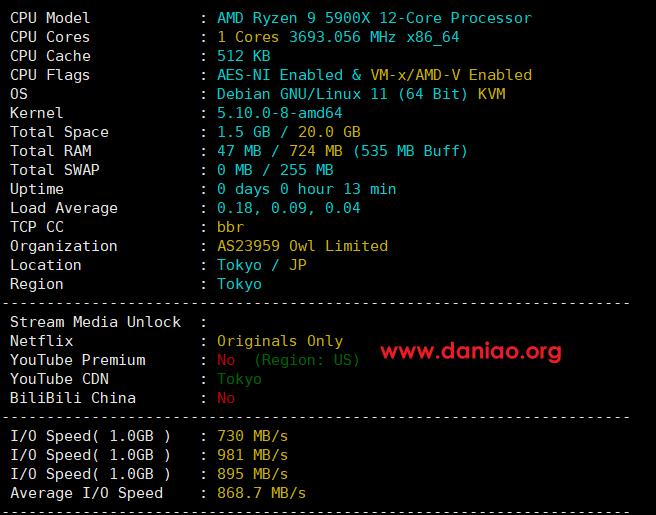 CPU Model : AMD Ryzen 9 5900X 12-Core Processor
CPU Cores : 1 Cores 3693.056 MHz x86_64
CPU Cache : 512 KB
CPU Flags : AES-NI Enabled & VM-x/AMD-V Enabled
OS : Debian GNU/Linux 11 (64 Bit) KVM
Kernel : 5.10.0-8-amd64
Total Space : 1.5 GB / 20.0 GB
Total RAM : 47 MB / 724 MB (535 MB Buff)
Total SWAP : 0 MB / 255 MB
Uptime : 0 days 0 hour 13 min
Load Average : 0.18, 0.09, 0.04
TCP CC : bbr
Organization : AS23959 Owl Limited
Location : Tokyo / JP
Region : Tokyo
----------------------------------------------------------------------
Stream Media Unlock :
Netflix : Originals Only
YouTube Premium : No (Region: US)
www.daniao.org
YouTube CDN : Tokyo
BiliBili China : No
----------------------------------------------------------------------
I/O Speed( 1.0GB ) : 730 MB/s
I/O Speed( 1.0GB ) : 981 MB/s
I/O Speed( 1.0GB ) : 895 MB/s
Average I/O Speed : 868.7 MB/s
----------------------------------------------------------------------